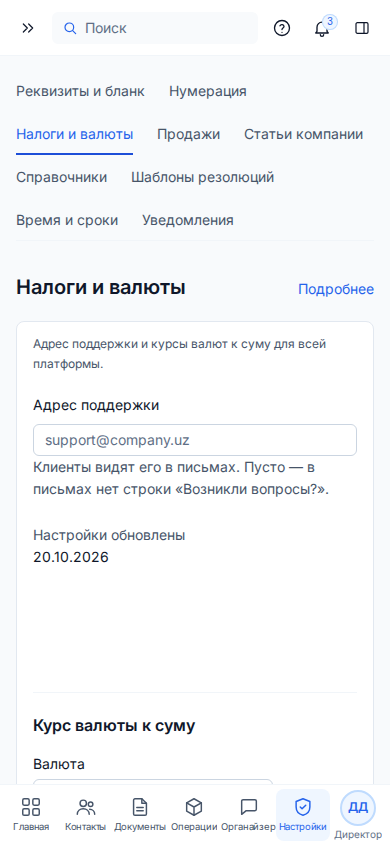 Поиск
3
Реквизиты и бланк Нумерация
Налоги и валюты Продажи Статьи компании
Справочники Шаблоны резолюций
Время и сроки Уведомления
Налоги и валюты Подробнее
Адрес поддержки и курсы валют к суму для всей
платформы.
Адрес поддержки
support@company.uz
Клиенты видят его в письмах. Пусто — в
письмах нет строки «Возникли вопросы?».
Настройки обновлены
20.10.2026
Курс валюты к суму
Валюта
ДД
Главная Контакты Документы Операции Органайзер Настройки Директор